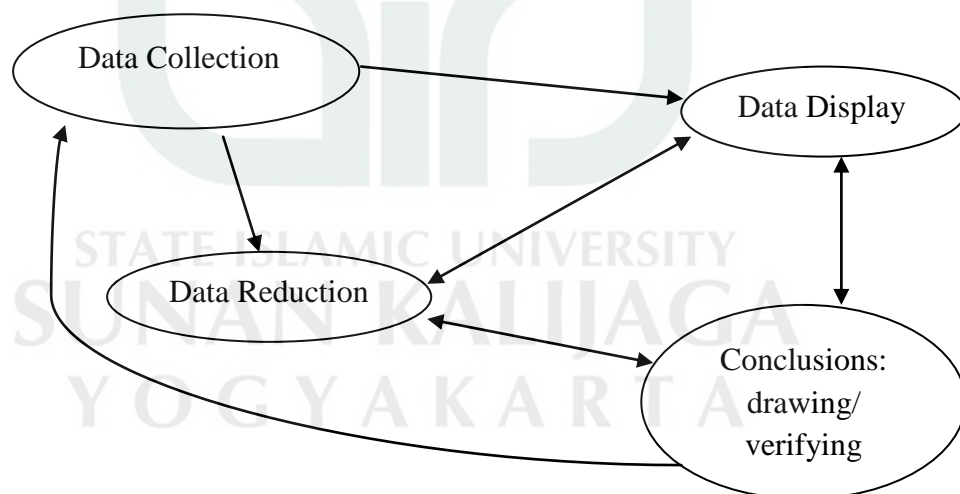 Data Collection
Data Display
STATE ISLAMIC UNIVERSITY
Data Reduction
SUNAN KALIJAGA
Conclusions:
drawing/
verifying
YOGYAKARTA